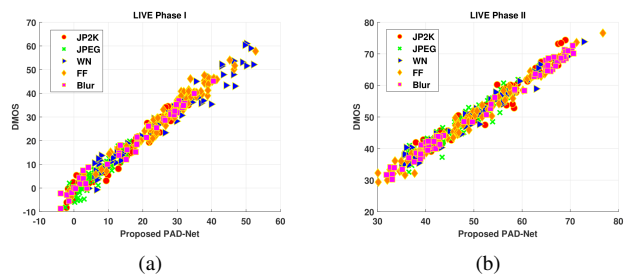 LIVE Phase I
DMOS
70
60
50
40
30
20
10
0
-10
JP2K
JPEG
WN
FF
Blur
-10 0 10 20 30 40 50 60
Proposed PAD-Net
(a)
LIVE Phase II
DMOS
80
70
60
50
40
30
20
JP2K
JPEG
WN
FF
Blur
30 40 50 60 70 80
Proposed PAD-Net
(b)